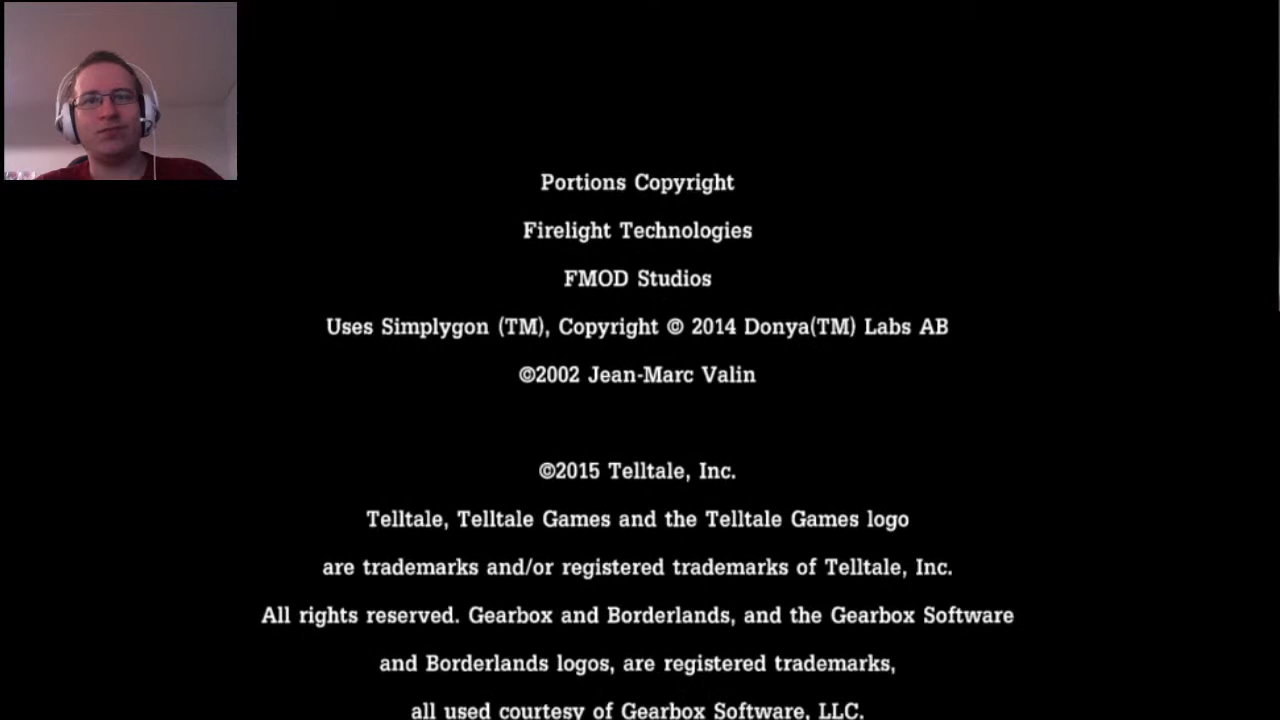 Portions Copyright
Firelight Technologies
FMOD Studios
Uses Simplygon (TM), Copyright © 2014 Donya(TM) Labs AB
©2002 Jean-Marc Valin
©2015 Telltale, Inc.
Telltale, Telltale Games and the Telltale Games logo
are trademarks and/or registered trademarks of Telltale, Inc.
All rights reserved. Gearbox and Borderlands, and the Gearbox Software
and Borderlands logos, are registered trademarks,
all used courtesy of Gearbox Software, LLC.